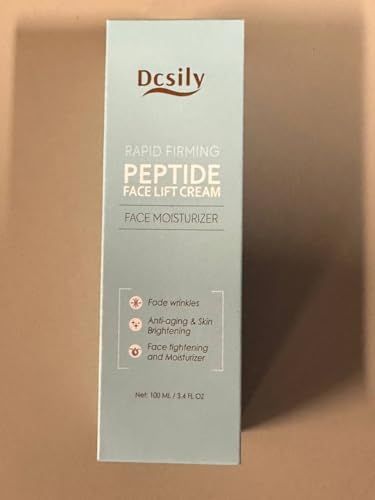 Dcsily
RAPID FIRMING
PEPTIDE
FACE LIFT CREAM
FACE MOISTURIZER
Fade wrinkles
Anti-aging & Skin
Brightening
Face tightening
and Moisturizer
Net: 100 ML / 3.4 FL OZ